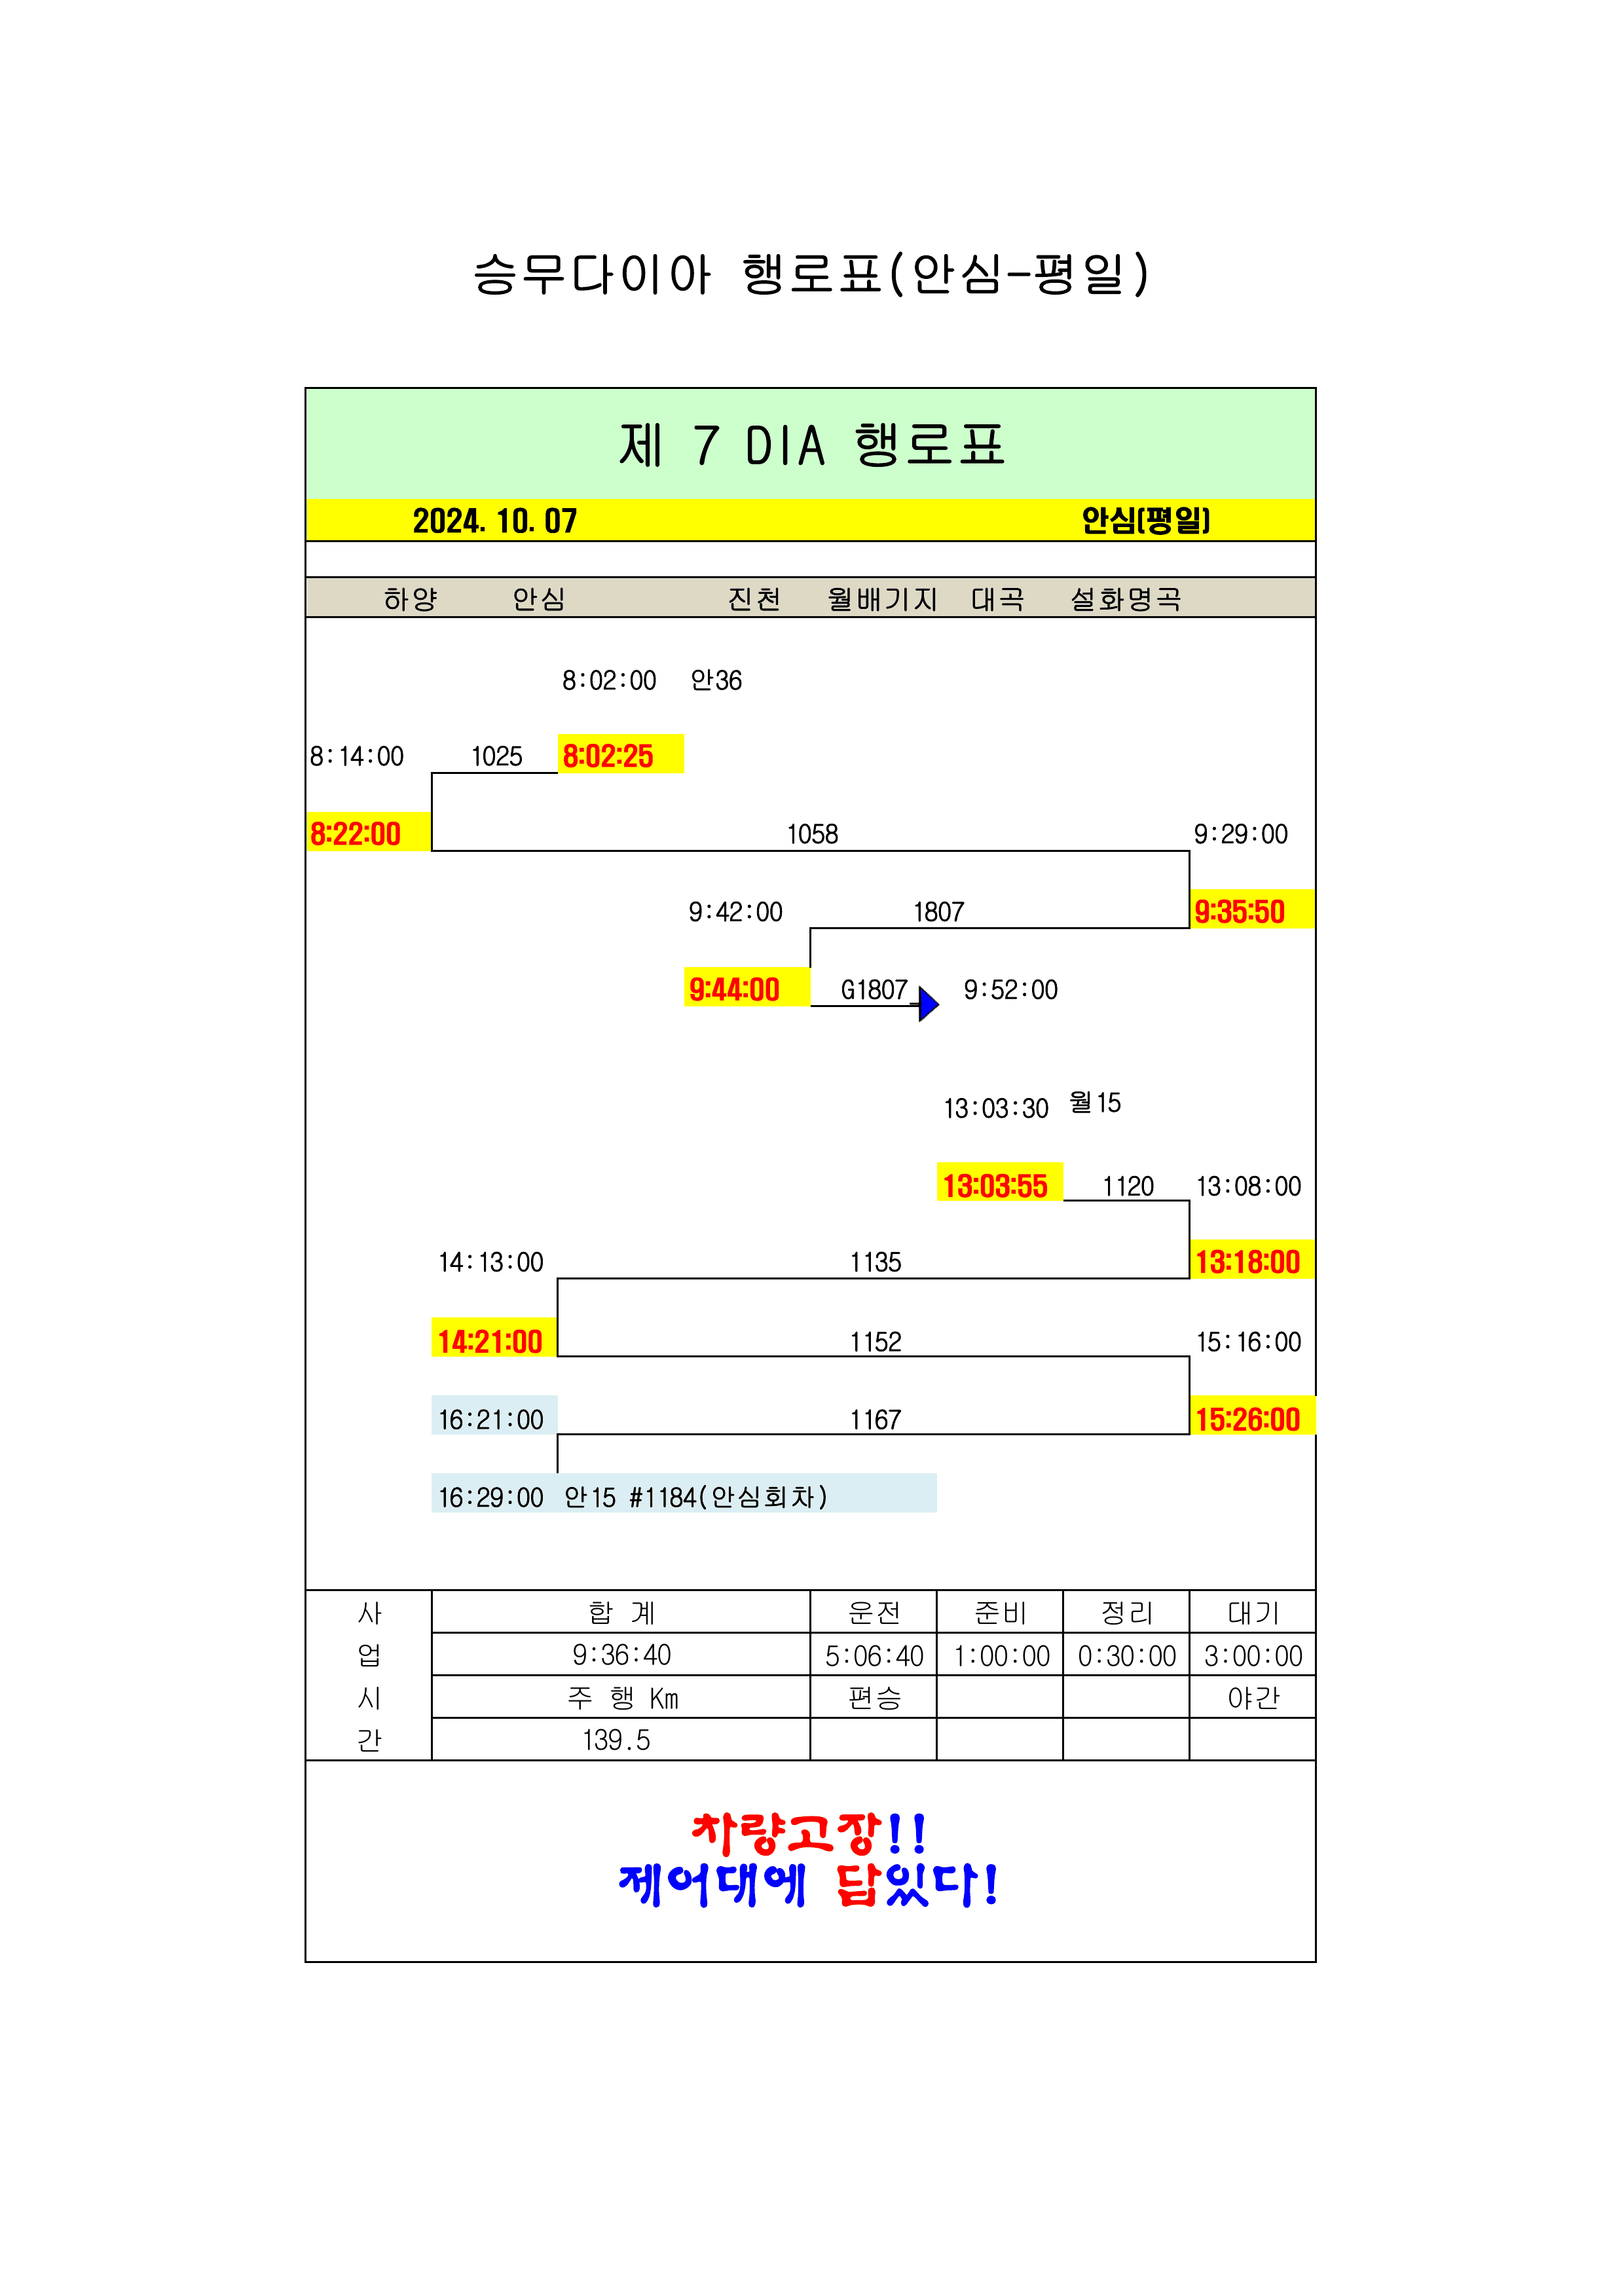 승무다이아 행로표(안심-평일)
제 7 DIA 행로표
2024. 10. 07 안심(평일)
하양 안심 진천 월배기지 대곡 설화명곡
8:02:00 안36
8:14:00 1025 8:02:25
8:22:00 1058 9:29:00
9:42:00 1807 9:35:50
9:44:00 G1807 9:52:00
13:03:30 월15
13:03:55 1120 13:08:00
14:13:00 1135 13:18:00
14:21:00 1152 15:16:00
16:21:00 1167 15:26:00
16:29:00 안15 #1184(안심회차)
사 합 계 운전 준비 정리 대기
업 9:36:40 5:06:40 1:00:00 0:30:00 3:00:00
시 주 행 Km 편승 야간
간 139.5
차량고장!!
제어대에 답있다!